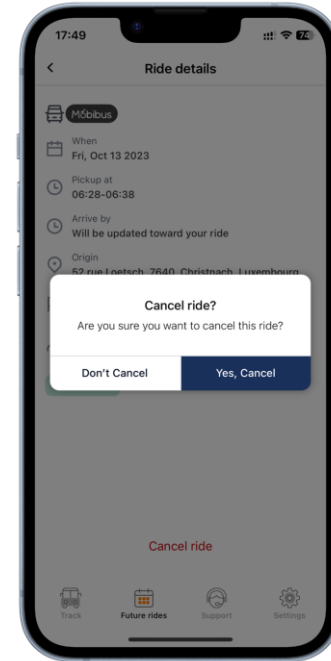 17:49
74
Ride details
Móbibus
When
Fri, Oct 13 2023
Pickup at
06:28-06:38
Arrive by
Will be updated toward your ride
Origin
52 rue Loetsch, 7640, Christnach, Luxembourg
Cancel ride?
Are you sure you want to cancel this ride?
Don't Cancel
Yes, Cancel
Cancel ride
Track
Future rides
Support
Settings